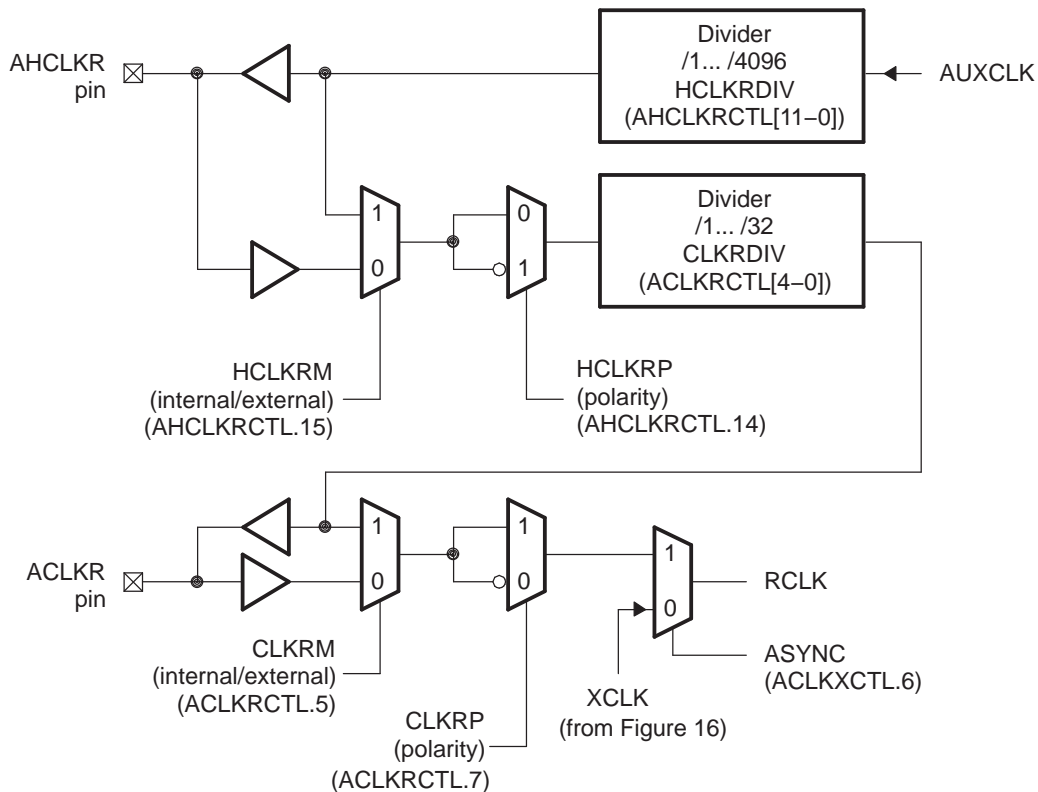 Divider
/1... /4096
HCLKRDIV
(AHCLKRCTL[11−0])
AHCLKR
pin
AUXCLK
1
0
0
1
Divider
/1... /32
CLKRDIV
(ACLKRCTL[4−0])
HCLKRM
(internal/external)
(AHCLKRCTL.15)
HCLKRP
(polarity)
(AHCLKRCTL.14)
ACLKR
pin
1
0
1
0
1
0
RCLK
CLKRM
(internal/external)
(ACLKRCTL.5)
CLKRP
(polarity)
(ACLKRCTL.7)
XCLK
(from Figure 16)
ASYNC
(ACLKXCTL.6)